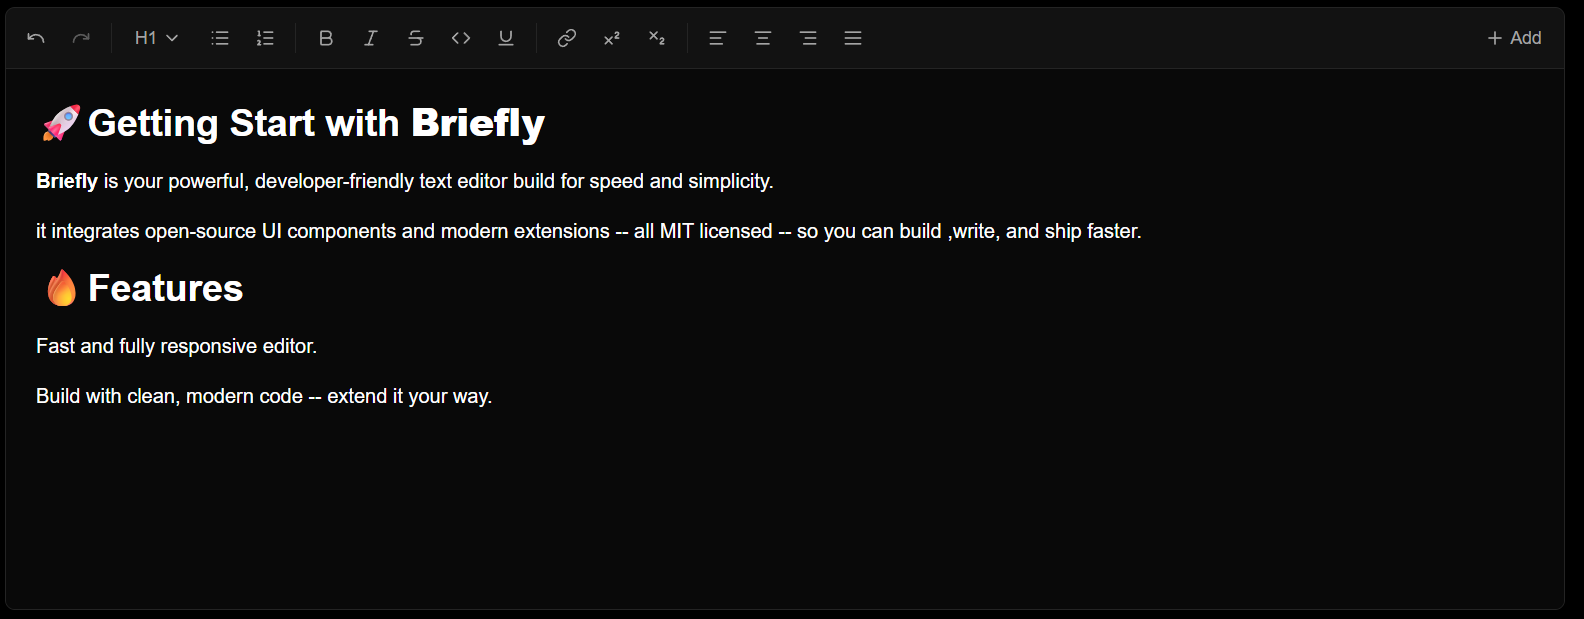 H1
Add
🚀 Getting Start with Briefly
Briefly is your powerful, developer-friendly text editor build for speed and simplicity.
it integrates open-source UI components and modern extensions -- all MIT licensed -- so you can build ,write, and ship faster.
🔥 Features
Fast and fully responsive editor.
Build with clean, modern code -- extend it your way.